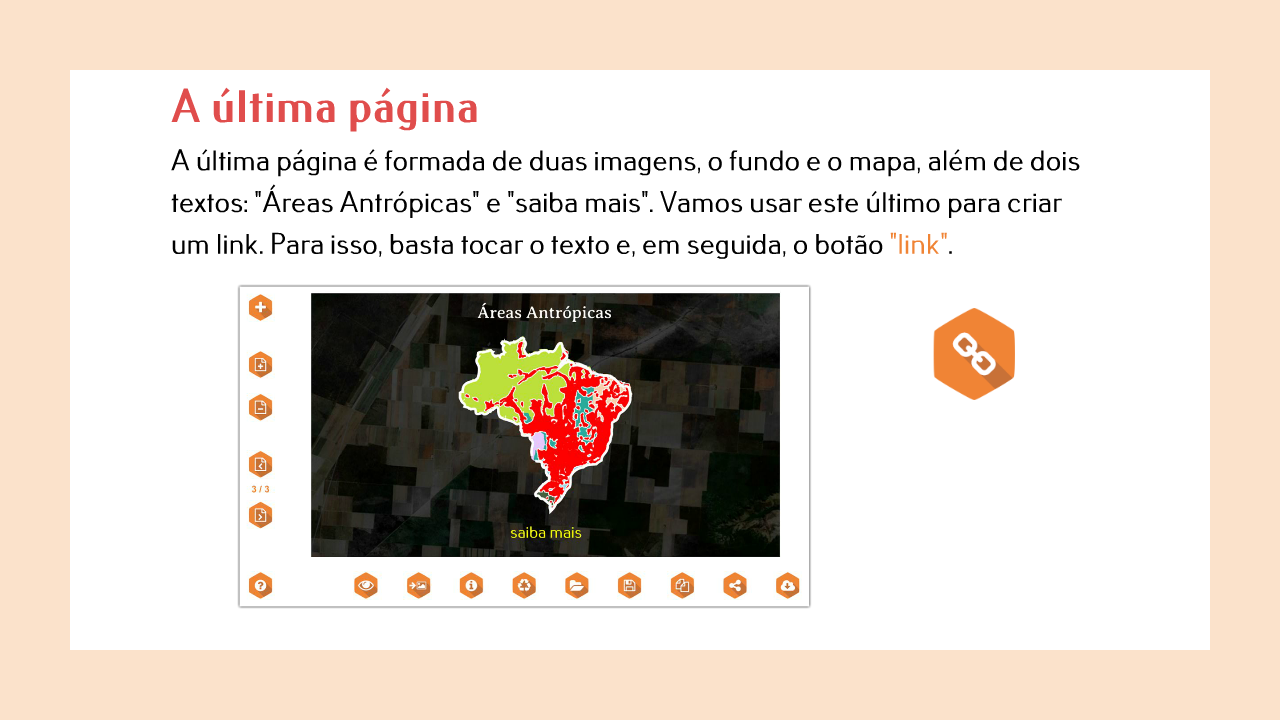 A última página
A última página é formada de duas imagens, o fundo e o mapa, além de dois
textos: "Áreas Antrópicas" e "saiba mais". Vamos usar este último para criar
um link. Para isso, basta tocar o texto e, em seguida, o botão "link".
Áreas Antrópicas
3 / 3
saiba mais